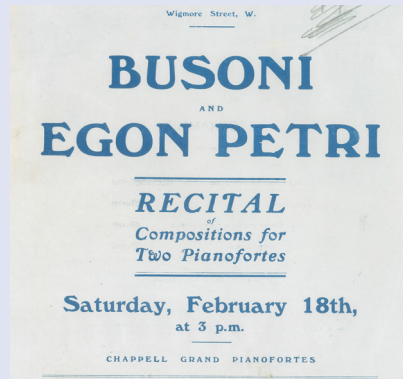 Wigmore Street, W.
BUSONI
AND
EGON PETRI
RECITAL
of
Compositions for
Two Pianofortes
Saturday, February 18th,
at 3 p.m.
CHAPPELL GRAND PIANOFORTES